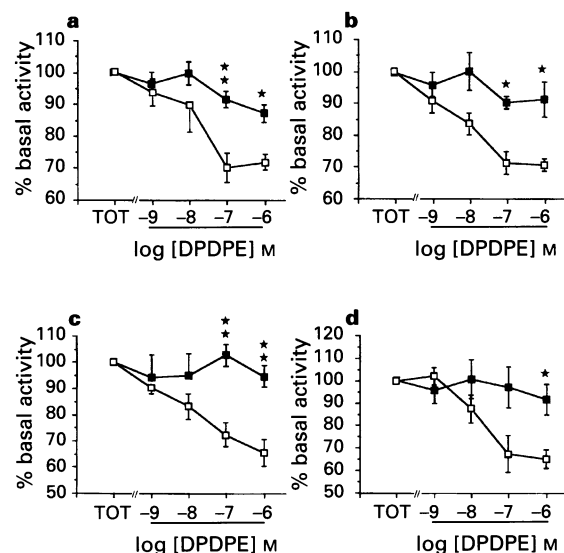 a
% basal activity
110
100
90
80
70
60
TOT
-9 -8 -7 -6
log [DPDPE] M
b
% basal activity
110
100
90
80
70
60
TOT
-9 -8 -7 -6
log [DPDPE] M
c
% basal activity
110
100
90
80
70
60
50
TOT
-9 -8 -7 -6
log [DPDPE] M
d
% basal activity
120
110
100
90
80
70
60
50
TOT
-9 -8 -7 -6
log [DPDPE] M